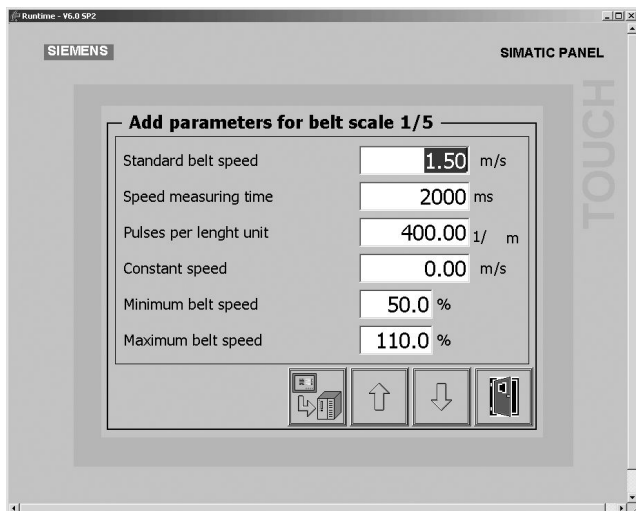 Runtime - V6.0 SP2
SIEMENS
SIMATIC PANEL
TOUCH
Add parameters for belt scale 1/5
Standard belt speed 1.50 m/s
Speed measuring time 2000 ms
Pulses per lenght unit 400.00 1/ m
Constant speed 0.00 m/s
Minimum belt speed 50.0 %
Maximum belt speed 110.0 %